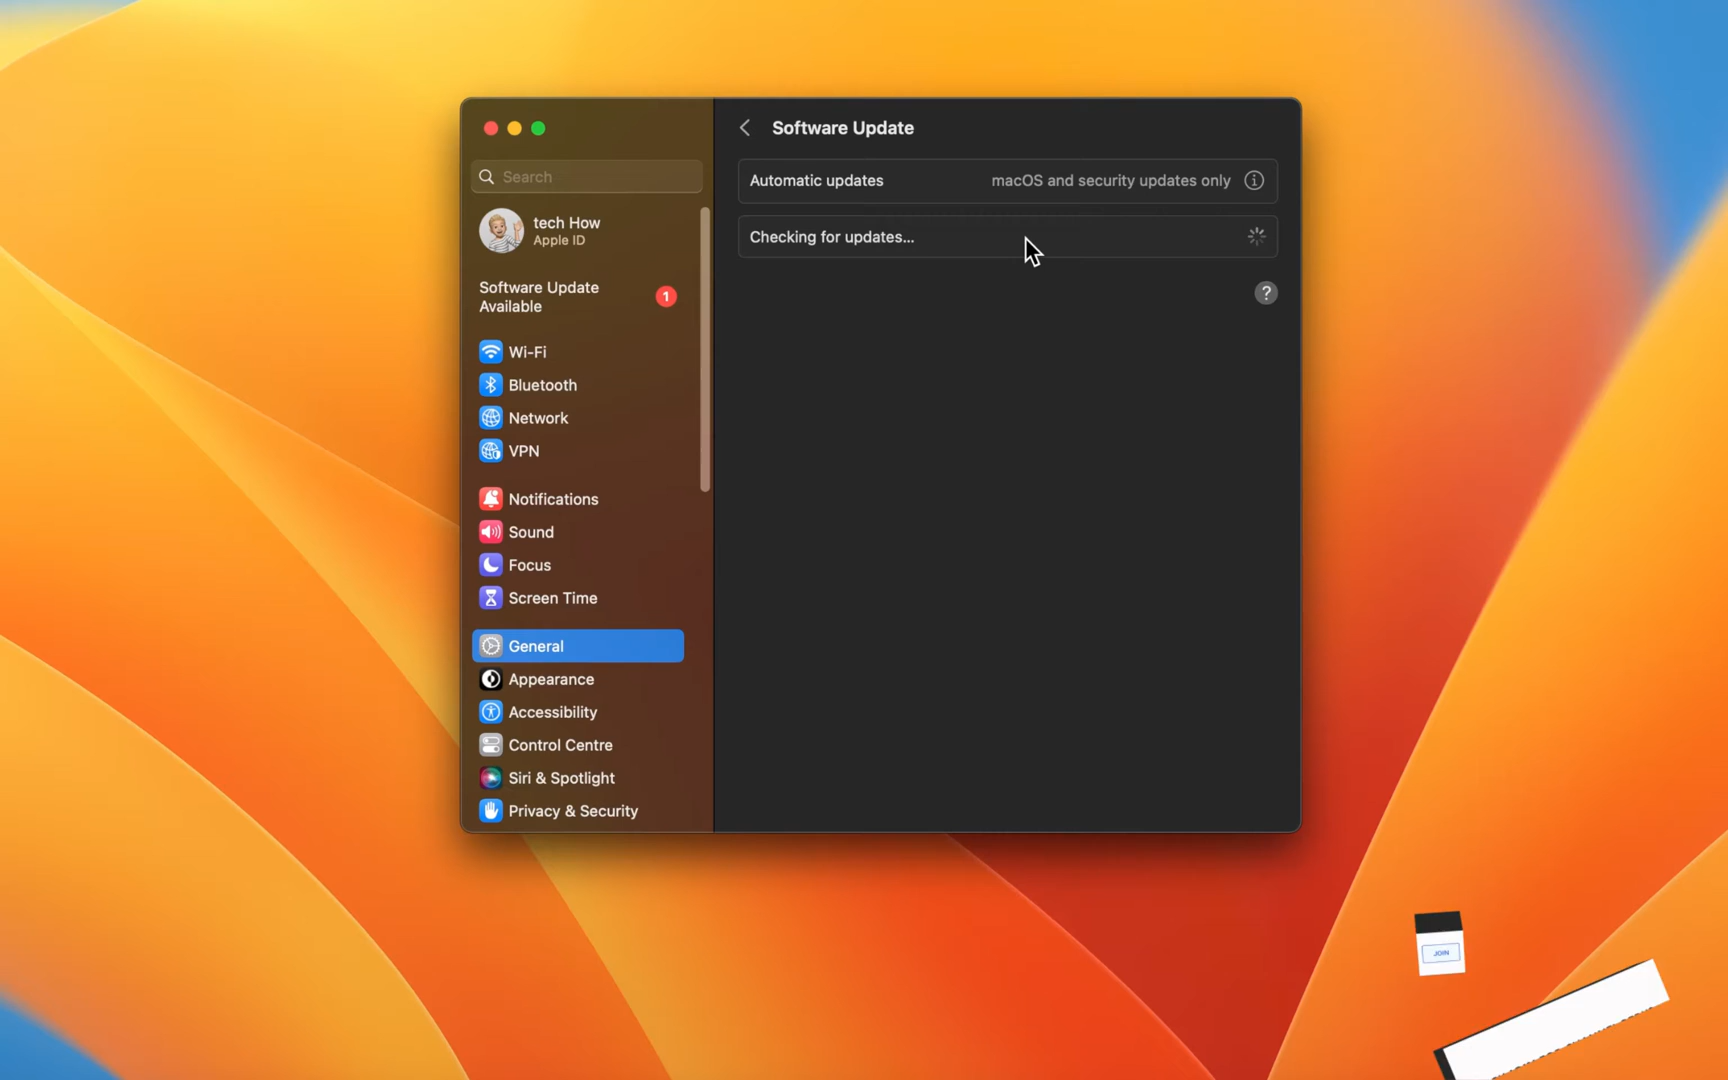 Search
tech How
Apple ID
Software Update
Available
1
Wi-Fi
Bluetooth
Network
VPN
Notifications
Sound
Focus
Screen Time
General
Appearance
Accessibility
Control Centre
Siri & Spotlight
Privacy & Security
Software Update
Automatic updates macOS and security updates only
Checking for updates...
?
JOIN